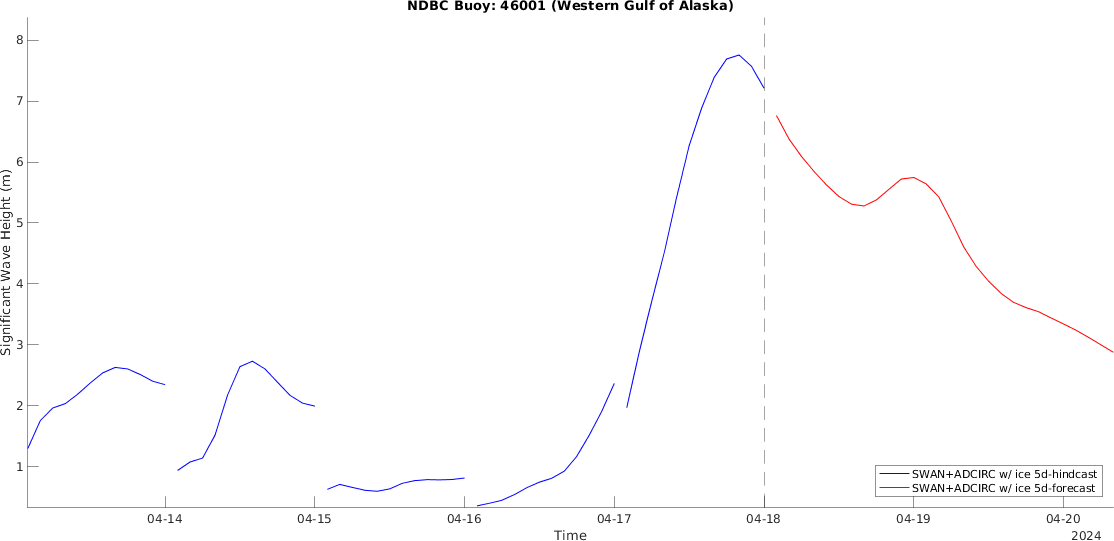 NDBC Buoy: 46001 (Western Gulf of Alaska)
Significant Wave Height (m)
8
7
6
5
4
3
2
1
SWAN+ADCIRC w/ ice 5d-hindcast
SWAN+ADCIRC w/ ice 5d-forecast
04-14 04-15 04-16 04-17 04-18 04-19 04-20
Time
2024